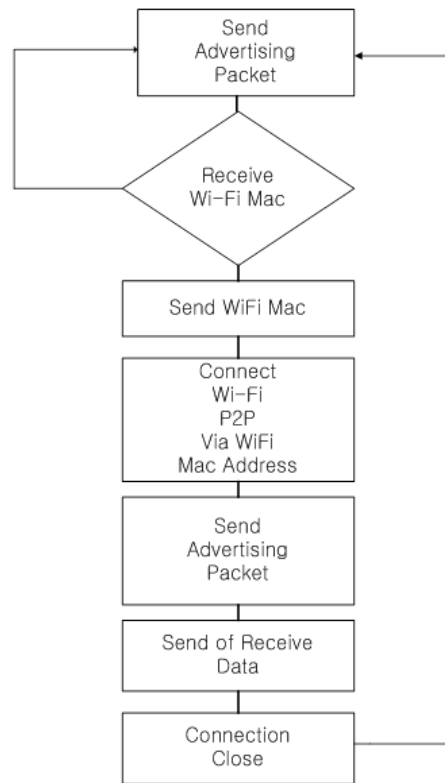 Send
Advertising
Packet
Receive
Wi-Fi Mac
Send WiFi Mac
Connect
Wi-Fi
P2P
Via WiFi
Mac Address
Send
Advertising
Packet
Send of Receive
Data
Connection
Close